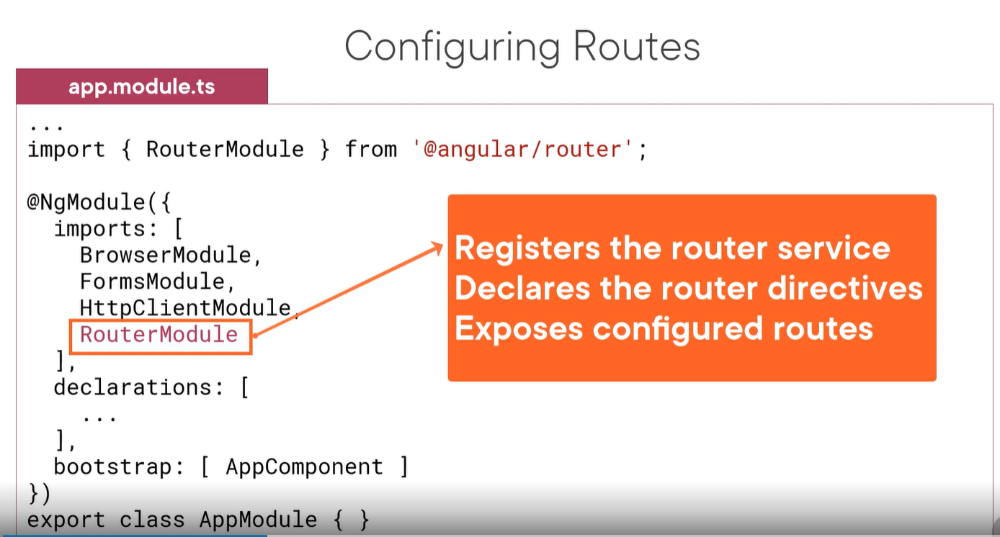 Configuring Routes
app.module.ts
...
import { RouterModule } from '@angular/router';
@NgModule({
  imports: [
    BrowserModule,
    FormsModule,
    HttpClientModule,
    RouterModule
  ],
  declarations: [
    ...
  ],
  bootstrap: [ AppComponent ]
})
export class AppModule { }
Registers the router service
Declares the router directives
Exposes configured routes